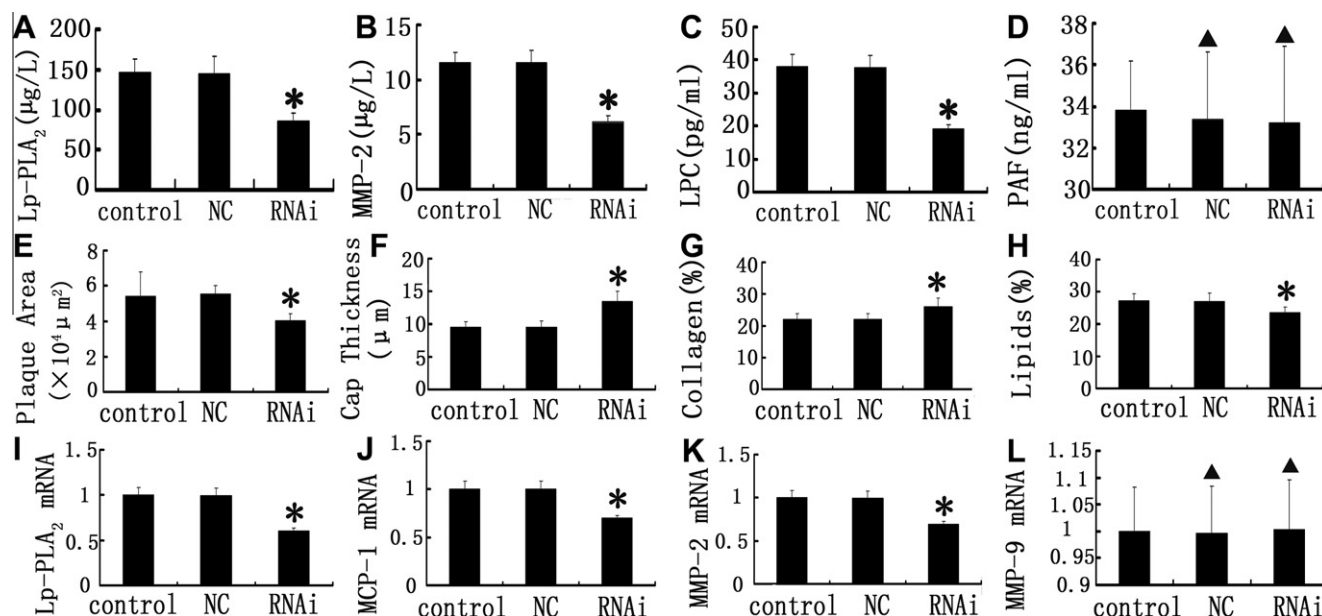 A
Lp-PLA₂(μg/L)
200
150
100
50
0
*
control NC RNAi
B
MMP-2(μg/L)
15
10
5
0
*
control NC RNAi
C
LPC(pg/ml)
50
40
30
20
10
0
*
control NC RNAi
D
PAF(ng/ml)
38
36
34
32
30
▲ ▲
control NC RNAi
E
Plaque Area
(×10⁴μm²)
8
6
4
2
0
*
control NC RNAi
F
Cap Thickness
(μm)
20
15
10
5
0
*
control NC RNAi
G
Collagen(%)
40
30
20
10
0
*
control NC RNAi
H
Lipids(%)
40
30
20
10
0
*
control NC RNAi
I
Lp-PLA₂ mRNA
1.5
1
0.5
0
*
control NC RNAi
J
MCP-1 mRNA
1.5
1
0.5
0
*
control NC RNAi
K
MMP-2 mRNA
1.5
1
0.5
0
*
control NC RNAi
L
MMP-9 mRNA
1.15
1.1
1.05
1
0.95
0.9
▲ ▲
control NC RNAi